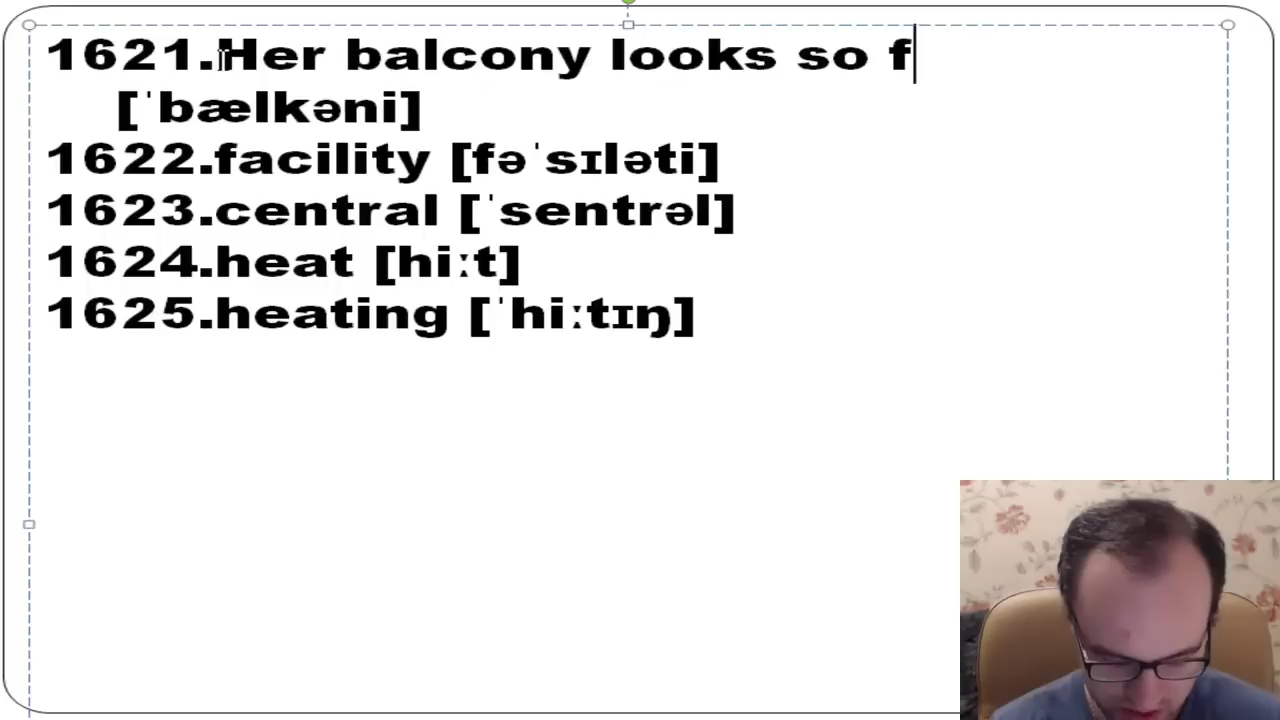 1621.Her balcony looks so f
[ˈbælkəni]
1622.facility [fəˈsɪləti]
1623.central [ˈsentrəl]
1624.heat [hiːt]
1625.heating [ˈhiːtɪŋ]